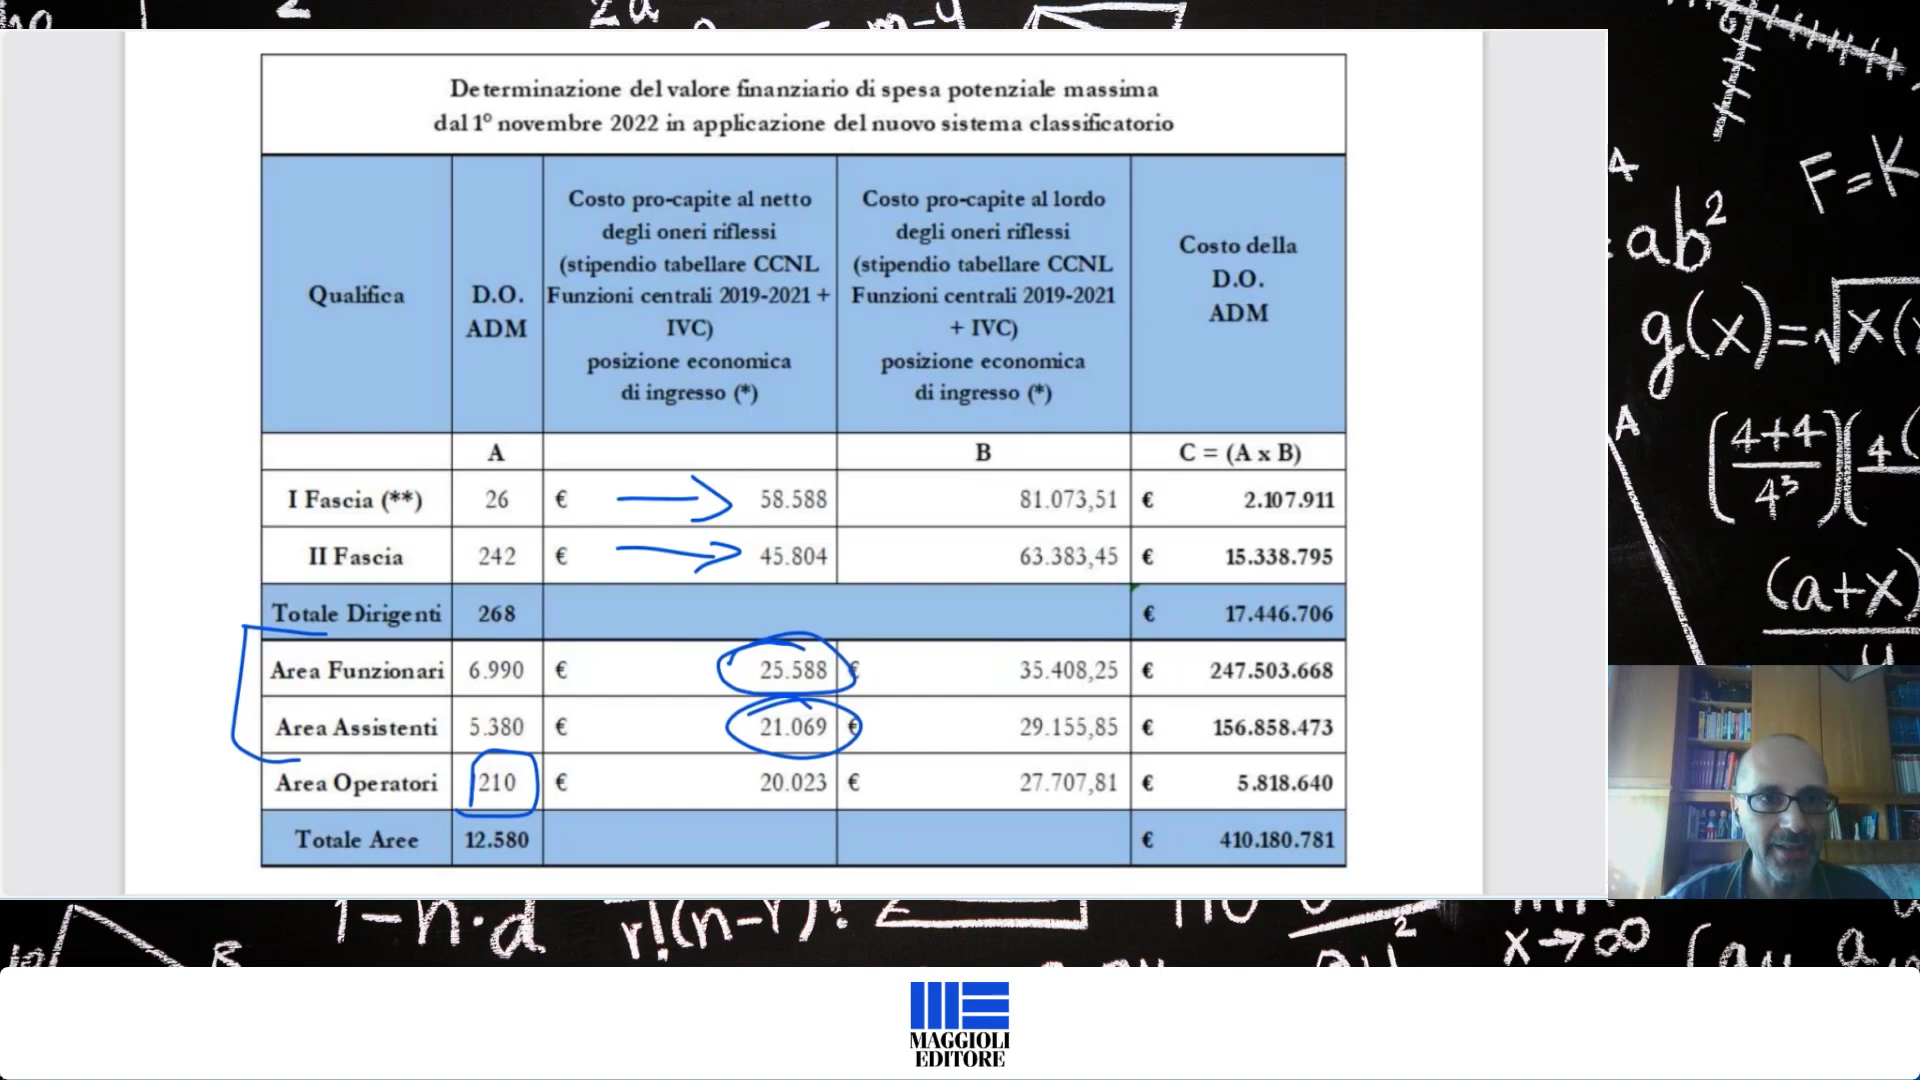 Determinazione del valore finanziario di spesa potenziale massima
dal 1° novembre 2022 in applicazione del nuovo sistema classificatorio
Qualifica
D.O.
ADM
Costo pro-capite al netto
degli oneri riflessi
(stipendio tabellare CCNL
Funzioni centrali 2019-2021 +
IVC)
posizione economica
di ingresso (*)
Costo pro-capite al lordo
degli oneri riflessi
(stipendio tabellare CCNL
Funzioni centrali 2019-2021
+ IVC)
posizione economica
di ingresso (*)
Costo della
D.O.
ADM
A B C = (A x B)
I Fascia (**) 26 € 58.588 81.073,51 € 2.107.911
II Fascia 242 € 45.804 63.383,45 € 15.338.795
Totale Dirigenti 268 € 17.446.706
Area Funzionari 6.990 € 25.588 € 35.408,25 € 247.503.668
Area Assistenti 5.380 € 21.069 € 29.155,85 € 156.858.473
Area Operatori 210 € 20.023 € 27.707,81 € 5.818.640
Totale Aree 12.580 € 410.180.781
F=K
ab²
A
x→∞
MAGGIOLI
EDITORE